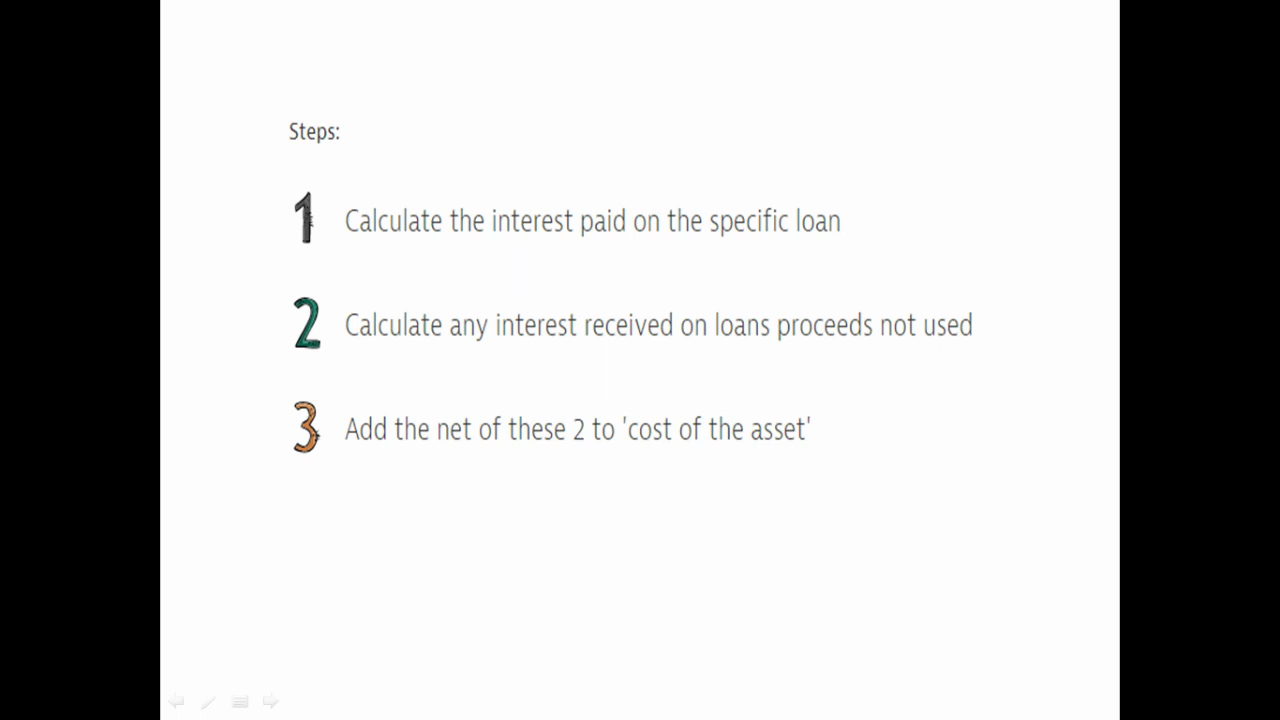 Steps:
1 Calculate the interest paid on the specific loan
2 Calculate any interest received on loans proceeds not used
3 Add the net of these 2 to 'cost of the asset'